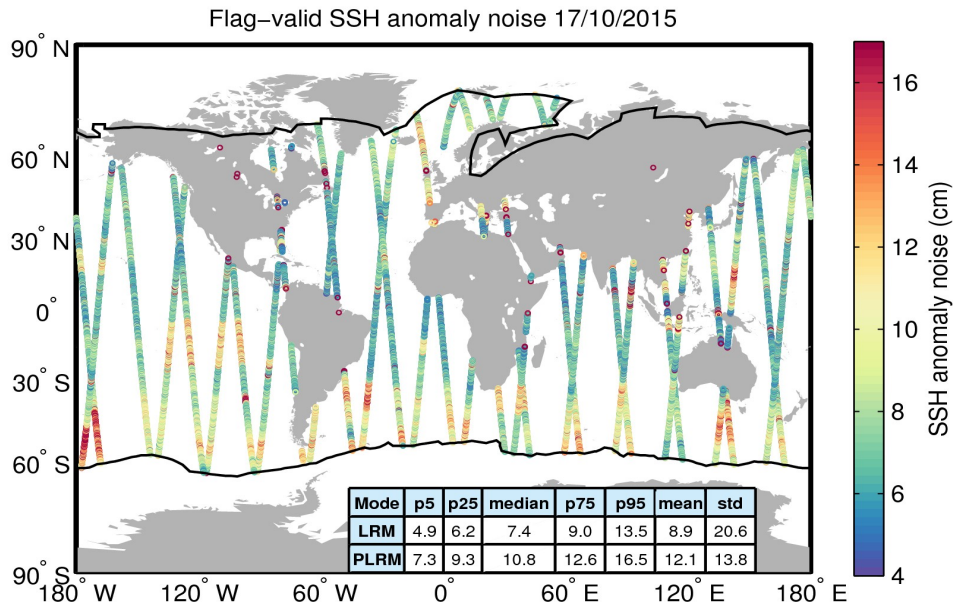 Flag−valid SSH anomaly noise 17/10/2015
90° N
60° N
30° N
0°
30° S
60° S
90° S
180° W 120° W 60° W 0° 60° E 120° E 180° E
Mode p5 p25 median p75 p95 mean std
LRM 4.9 6.2 7.4 9.0 13.5 8.9 20.6
PLRM 7.3 9.3 10.8 12.6 16.5 12.1 13.8
16
14
12
10
8
6
4
SSH anomaly noise (cm)